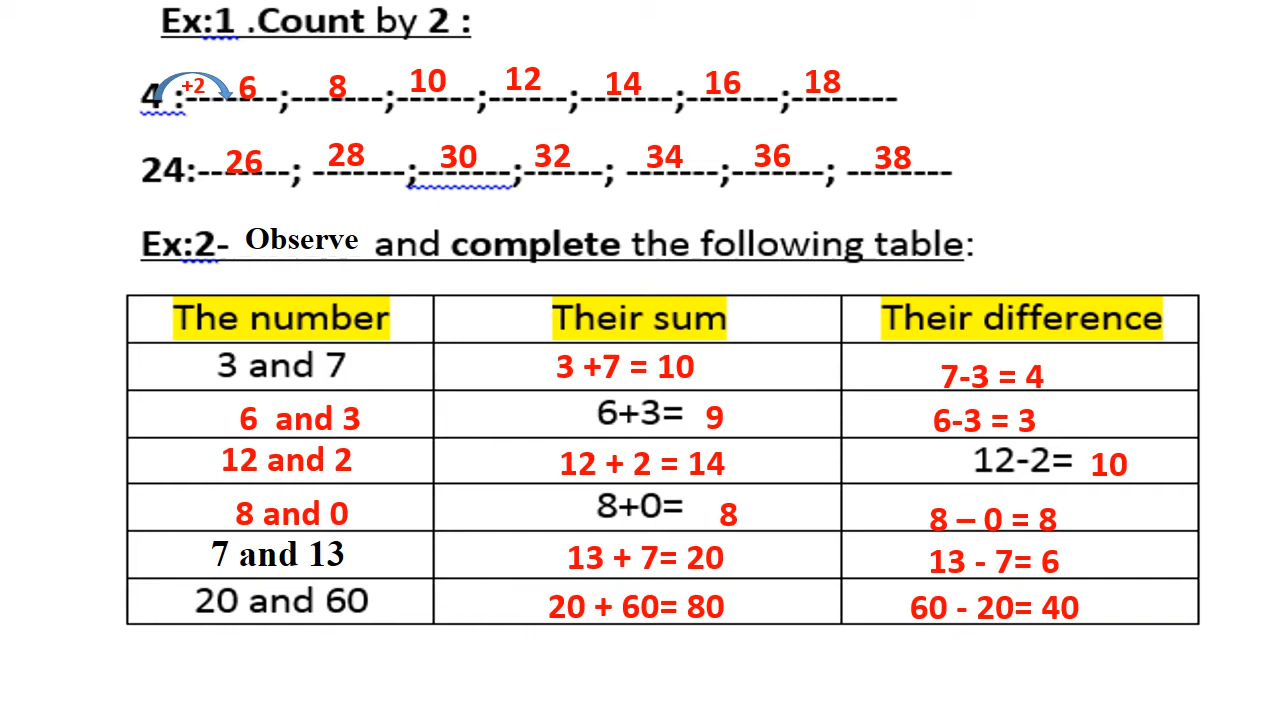 Ex:1 .Count by 2 :
4 :-------;--------;-------;-------;--------;--------;---------
+2 6 8 10 12 14 16 18
24:--------; --------;--------;-------; --------;--------; ---------
26 28 30 32 34 36 38
Ex:2- Observe and complete the following table:
The number Their sum Their difference
3 and 7 3 +7 = 10 7-3 = 4
6 and 3 6+3= 9 6-3 = 3
12 and 2 12 + 2 = 14 12-2= 10
8 and 0 8+0= 8 8 – 0 = 8
7 and 13 13 + 7= 20 13 - 7= 6
20 and 60 20 + 60= 80 60 - 20= 40